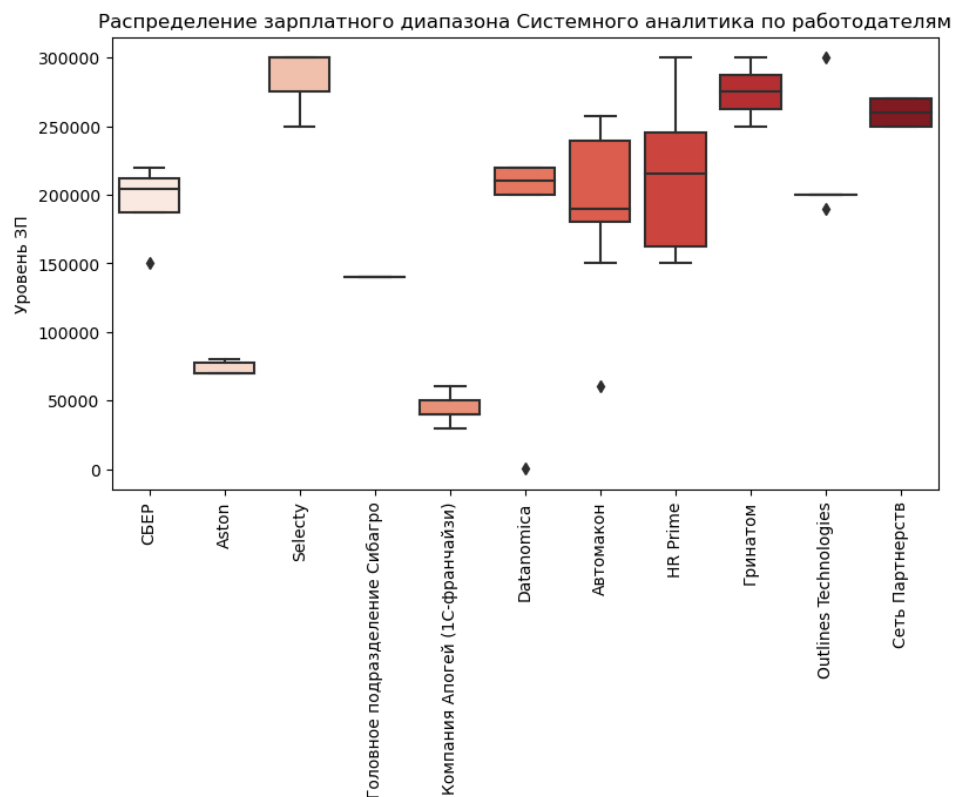 Распределение зарплатного диапазона Системного аналитика по работодателям
Уровень ЗП
300000
250000
200000
150000
100000
50000
0
СБЕР
Aston
Selecty
Головное подразделение Сибагро
Компания Апогей (1С-франчайзи)
Datanomica
Автомакон
HR Prime
Гринатом
Outlines Technologies
Сеть Партнерств